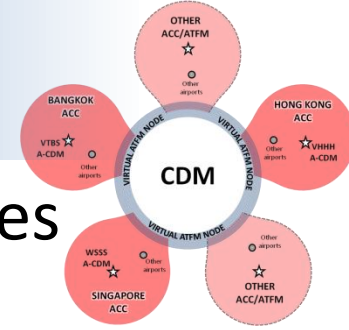 OTHER
ACC/ATFM
Other
airports
BANGKOK
ACC
VTBS
A-CDM
Other
airports
HONG KONG
ACC
Other
airports
VHHH
A-CDM
VIRTUAL ATFM NODE
VIRTUAL ATFM NODE
VIRTUAL ATFM NODE
VIRTUAL ATFM NODE
CDM
es
WSSS
A-CDM
Other
airports
SINGAPORE
ACC
Other
airports
OTHER
ACC/ATFM